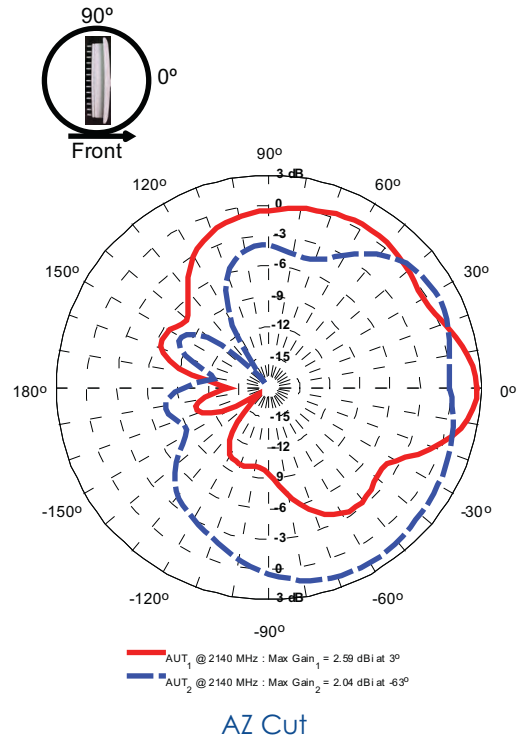 90º
0º
Front
90º
3 dB
120º
60º
0
-3
150º
30º
-6
-9
-12
-15
180º
0º
-15
-12
9
-6
-150º
-30º
-3
-0
-120º
-60º
3 dB
-90º
AUT1 @ 2140 MHz : Max Gain1 = 2.59 dBi at 3º
AUT2 @ 2140 MHz : Max Gain2 = 2.04 dBi at -63º
AZ Cut